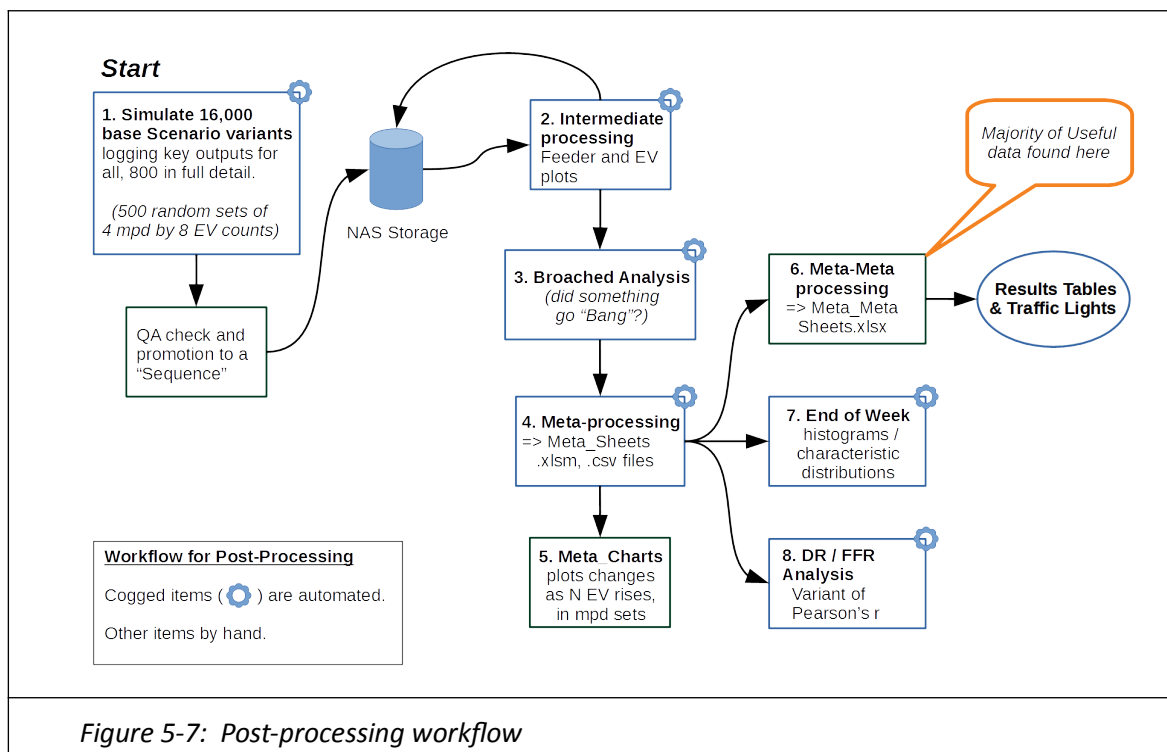 Start
1. Simulate 16,000
base Scenario variants
logging key outputs for
all, 800 in full detail.
(500 random sets of
4 mpd by 8 EV counts)
QA check and
promotion to a
“Sequence”
NAS Storage
2. Intermediate
processing
Feeder and EV
plots
3. Broached Analysis
(did something
go “Bang”?)
4. Meta-processing
=> Meta_Sheets
.xlsm, .csv files
5. Meta_Charts
plots changes
as N EV rises,
in mpd sets
Majority of Useful
data found here
6. Meta-Meta
processing
=> Meta_Meta
Sheets.xlsx
Results Tables
& Traffic Lights
7. End of Week
histograms /
characteristic
distributions
8. DR / FFR
Analysis
Variant of
Pearson’s r
Workflow for Post-Processing
Cogged items ( ) are automated.
Other items by hand.
Figure 5-7: Post-processing workflow